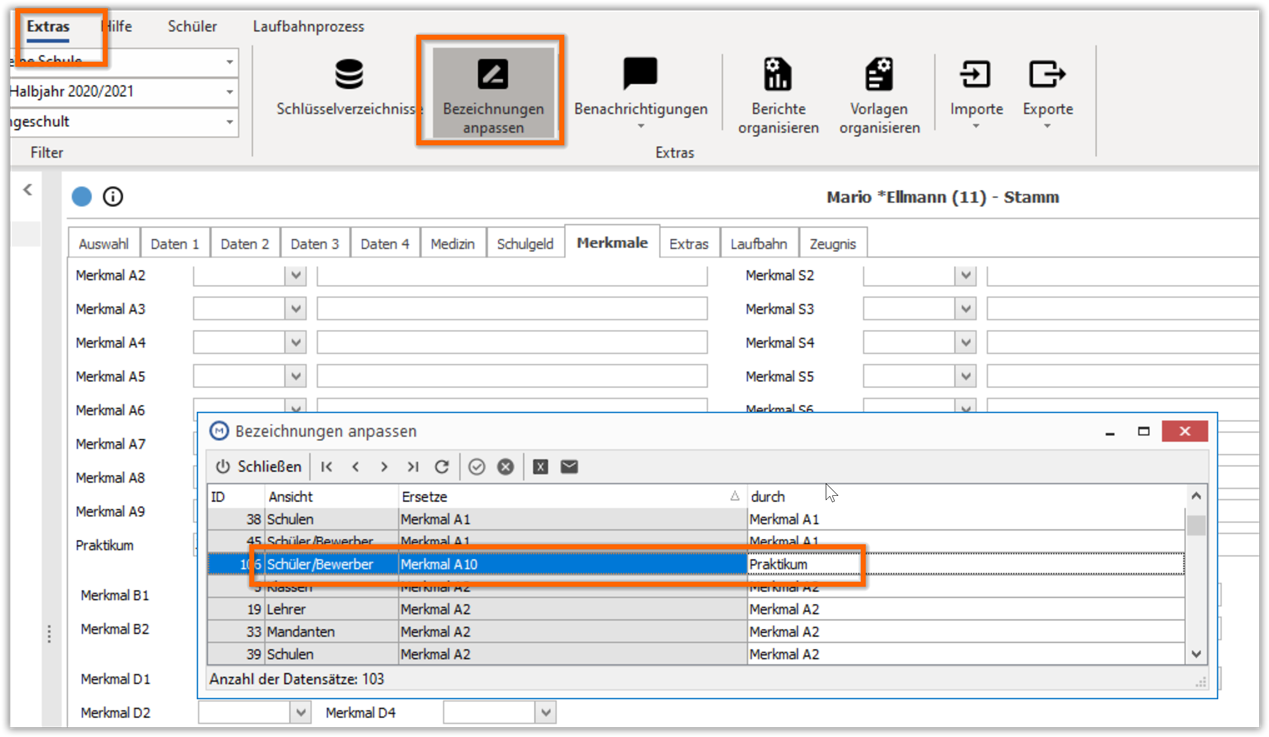 Extras Hilfe Schüler Laufbahnprozess
eine Schule
Halbjahr 2020/2021
ngeschult
Filter
Schlüsselverzeichnisse
Bezeichnungen
anpassen
Benachrichtigungen
Berichte
organisieren
Vorlagen
organisieren
Importe
Exporte
Extras
Mario *Ellmann (11) - Stamm
Auswahl Daten 1 Daten 2 Daten 3 Daten 4 Medizin Schulgeld Merkmale Extras Laufbahn Zeugnis
Merkmal A2 Merkmal S2
Merkmal A3 Merkmal S3
Merkmal A4 Merkmal S4
Merkmal A5 Merkmal S5
Merkmal A6 Merkmal S6
Merkmal A7
Merkmal A8
Merkmal A9
Praktikum
Merkmal B1
Merkmal B2
Merkmal D1
Merkmal D2 Merkmal D4
Bezeichnungen anpassen
Schließen
ID Ansicht Ersetze durch
38 Schulen Merkmal A1 Merkmal A1
45 Schüler/Bewerber Merkmal A1 Merkmal A1
106 Schüler/Bewerber Merkmal A10 Praktikum
Klassen Merkmal A2 Merkmal A2
19 Lehrer Merkmal A2 Merkmal A2
33 Mandanten Merkmal A2 Merkmal A2
39 Schulen Merkmal A2 Merkmal A2
Anzahl der Datensätze: 103